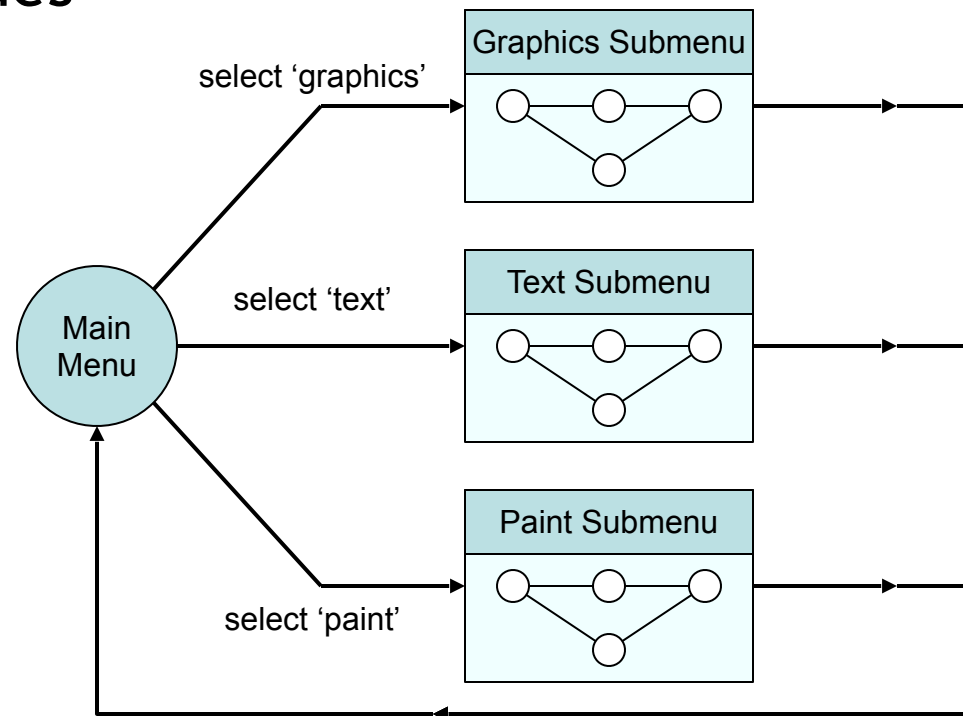 Graphics Submenu
select ‘graphics’
Text Submenu
select ‘text’
Main
Menu
Paint Submenu
select ‘paint’